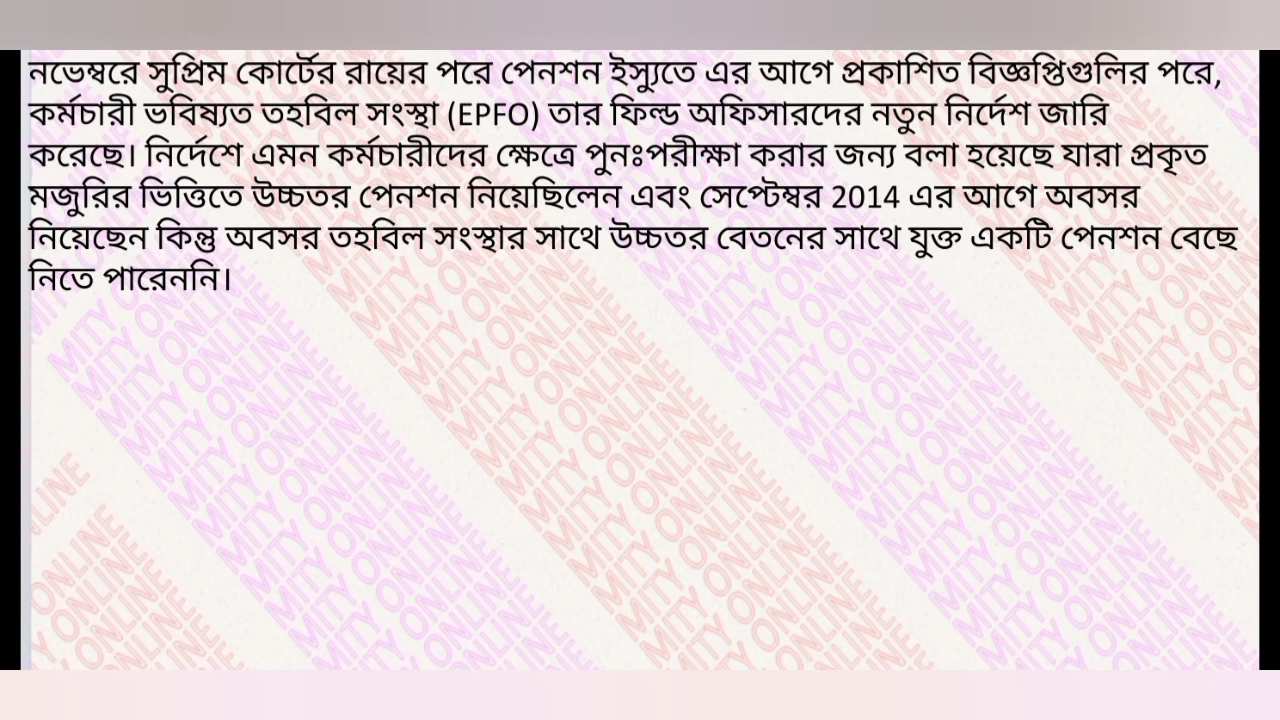 নভেম্বরে সুপ্রিম কোর্টের রায়ের পরে পেনশন ইস্যুতে এর আগে প্রকাশিত বিজ্ঞপ্তিগুলির পরে,
কর্মচারী ভবিষ্যত তহবিল সংস্থা (EPFO) তার ফিল্ড অফিসারদের নতুন নির্দেশ জারি
করেছে। নির্দেশে এমন কর্মচারীদের ক্ষেত্রে পুনঃপরীক্ষা করার জন্য বলা হয়েছে যারা প্রকৃত
মজুরির ভিত্তিতে উচ্চতর পেনশন নিয়েছিলেন এবং সেপ্টেম্বর 2014 এর আগে অবসর
নিয়েছেন কিন্তু অবসর তহবিল সংস্থার সাথে উচ্চতর বেতনের সাথে যুক্ত একটি পেনশন বেছে
নিতে পারেননি।
MITY ONLINE